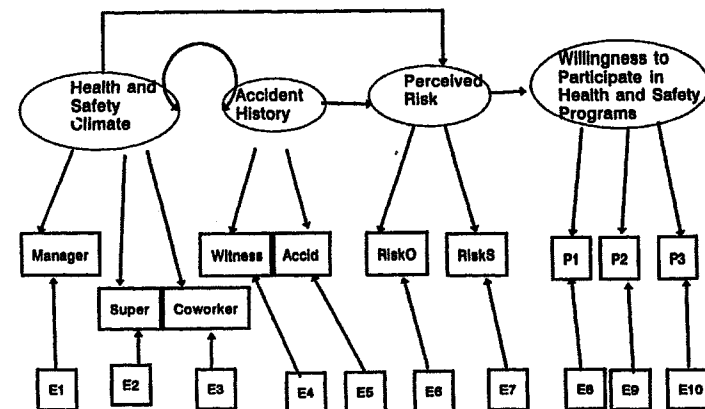 Health and
Safety
Climate
Accident
History
Perceived
Risk
Willingness to
Participate in
Health and Safety
Programs
Manager
Witness
Accid
RiskO
RiskS
P1
P2
P3
Super
Coworker
E1
E2
E3
E4
E5
E6
E7
E8
E9
E10